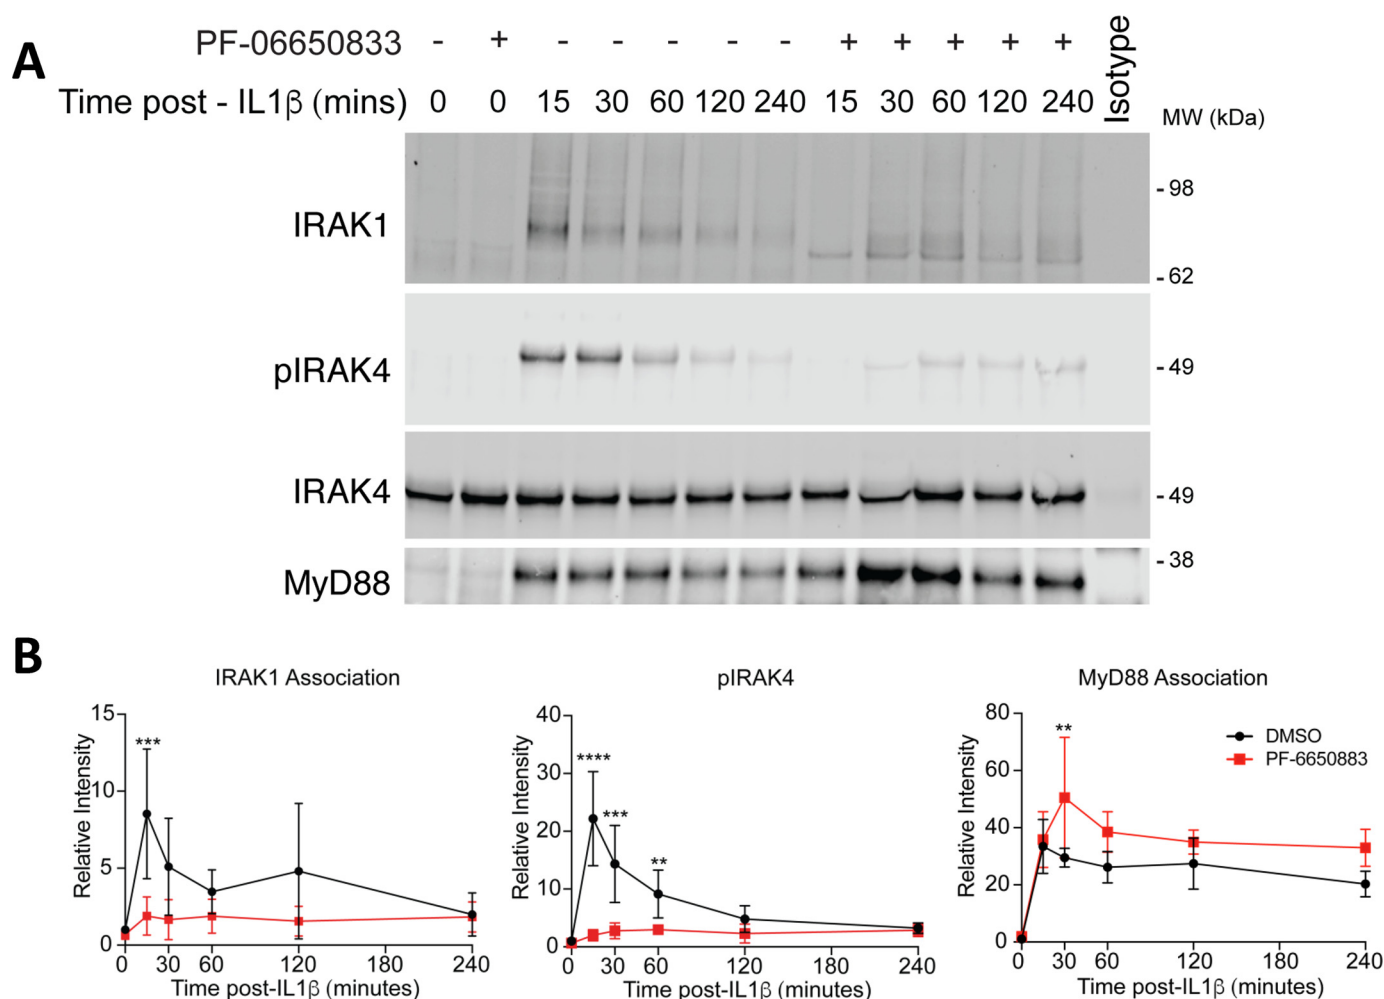 A
PF-06650833 - + - - - - - + + + + +
Isotype
Time post - IL1β (mins) 0 0 15 30 60 120 240 15 30 60 120 240
MW (kDa)
IRAK1
- 98
- 62
pIRAK4
- 49
IRAK4
- 49
MyD88
- 38
B
IRAK1 Association
Relative Intensity
15
10
5
0
***
0 30 60 120 180 240
Time post-IL1β (minutes)
pIRAK4
Relative Intensity
40
30
20
10
0
****
***
**
0 30 60 120 180 240
Time post-IL1β (minutes)
MyD88 Association
Relative Intensity
80
60
40
20
0
**
DMSO
PF-6650883
0 30 60 120 180 240
Time post-IL1β (minutes)